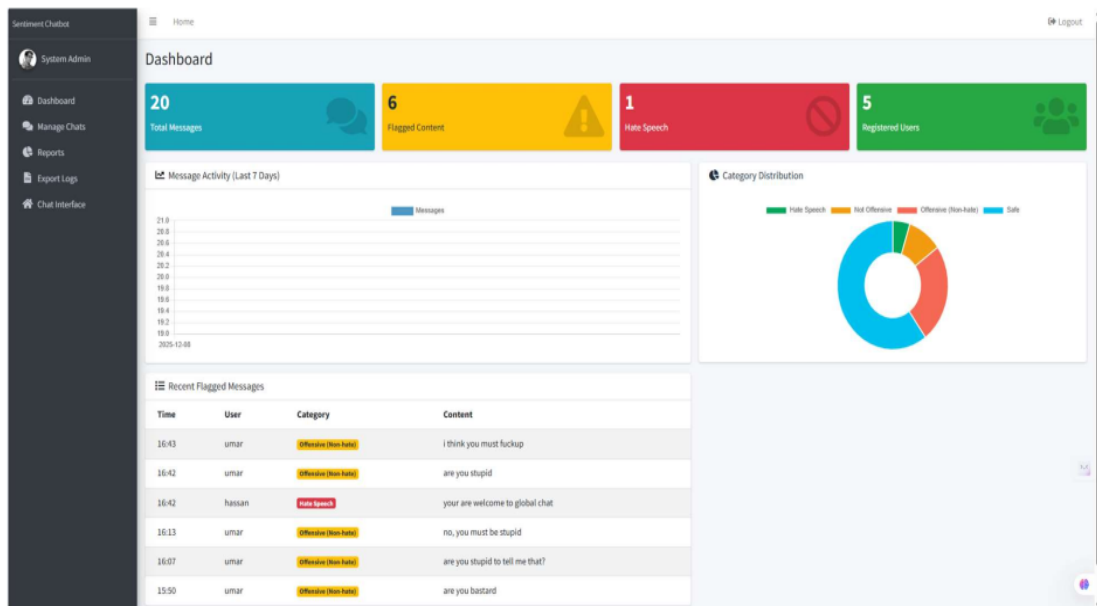 Sentiment Chatbot
Home
Logout
System Admin
Dashboard
Manage Chats
Reports
Export Logs
Chat Interface
Dashboard
20
Total Messages
6
Flagged Content
1
Hate Speech
5
Registered Users
Message Activity (Last 7 Days)
Messages
21.0
20.8
20.6
20.4
20.2
20.0
19.8
19.6
19.4
19.2
19.0
2025-12-08
Category Distribution
Hate Speech Not Offensive Offensive (Non-hate) Safe
Recent Flagged Messages
Time User Category Content
16:43 umar Offensive (Non-hate) i think you must fuckup
16:42 umar Offensive (Non-hate) are you stupid
16:42 hassan Hate Speech your are welcome to global chat
16:13 umar Offensive (Non-hate) no, you must be stupid
16:07 umar Offensive (Non-hate) are you stupid to tell me that?
15:50 umar Offensive (Non-hate) are you bastard